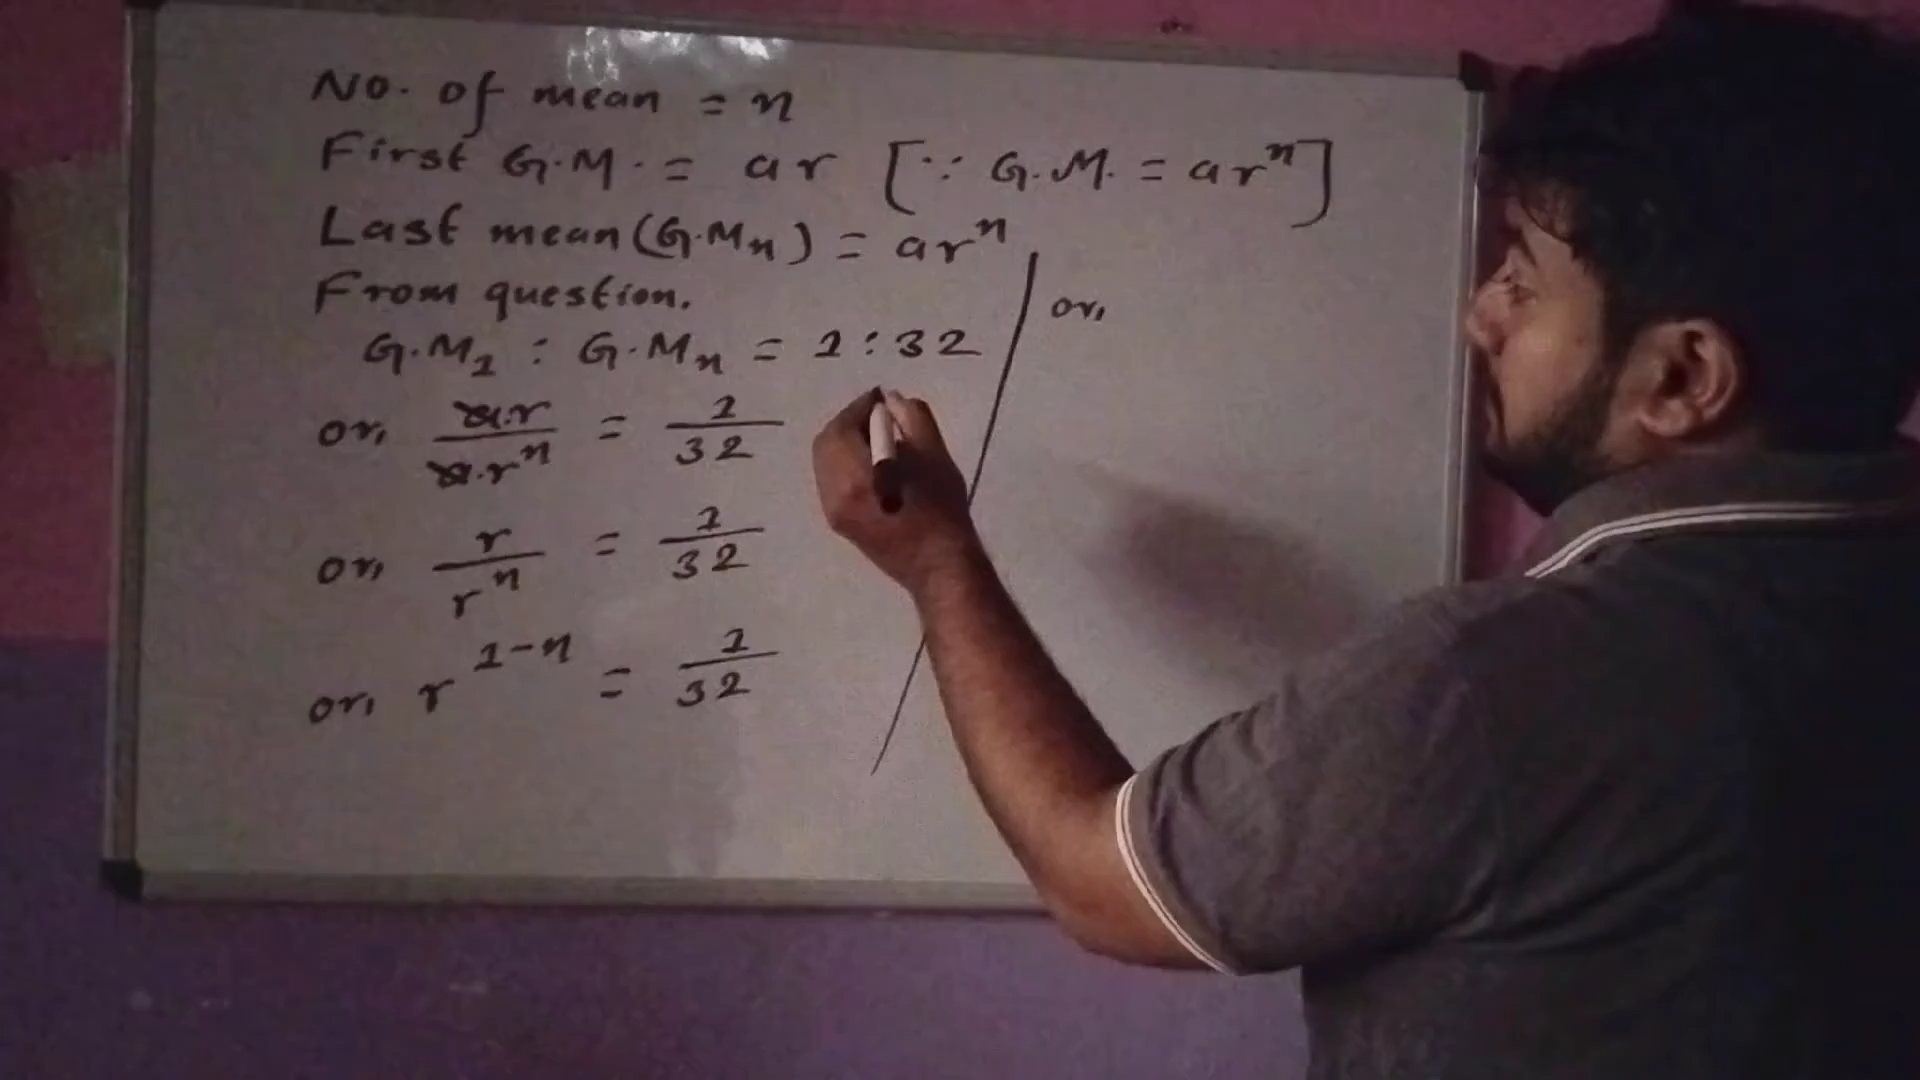 No. of mean = n
First G.M. = ar [∵ G.M. = arⁿ]
Last mean (G.Mₙ) = arⁿ
From question.
G.M₁ : G.Mₙ = 1 : 32
or, a.r / a.rⁿ = 1/32
or, r / rⁿ = 1/32
or, r¹⁻ⁿ = 1/32
or,